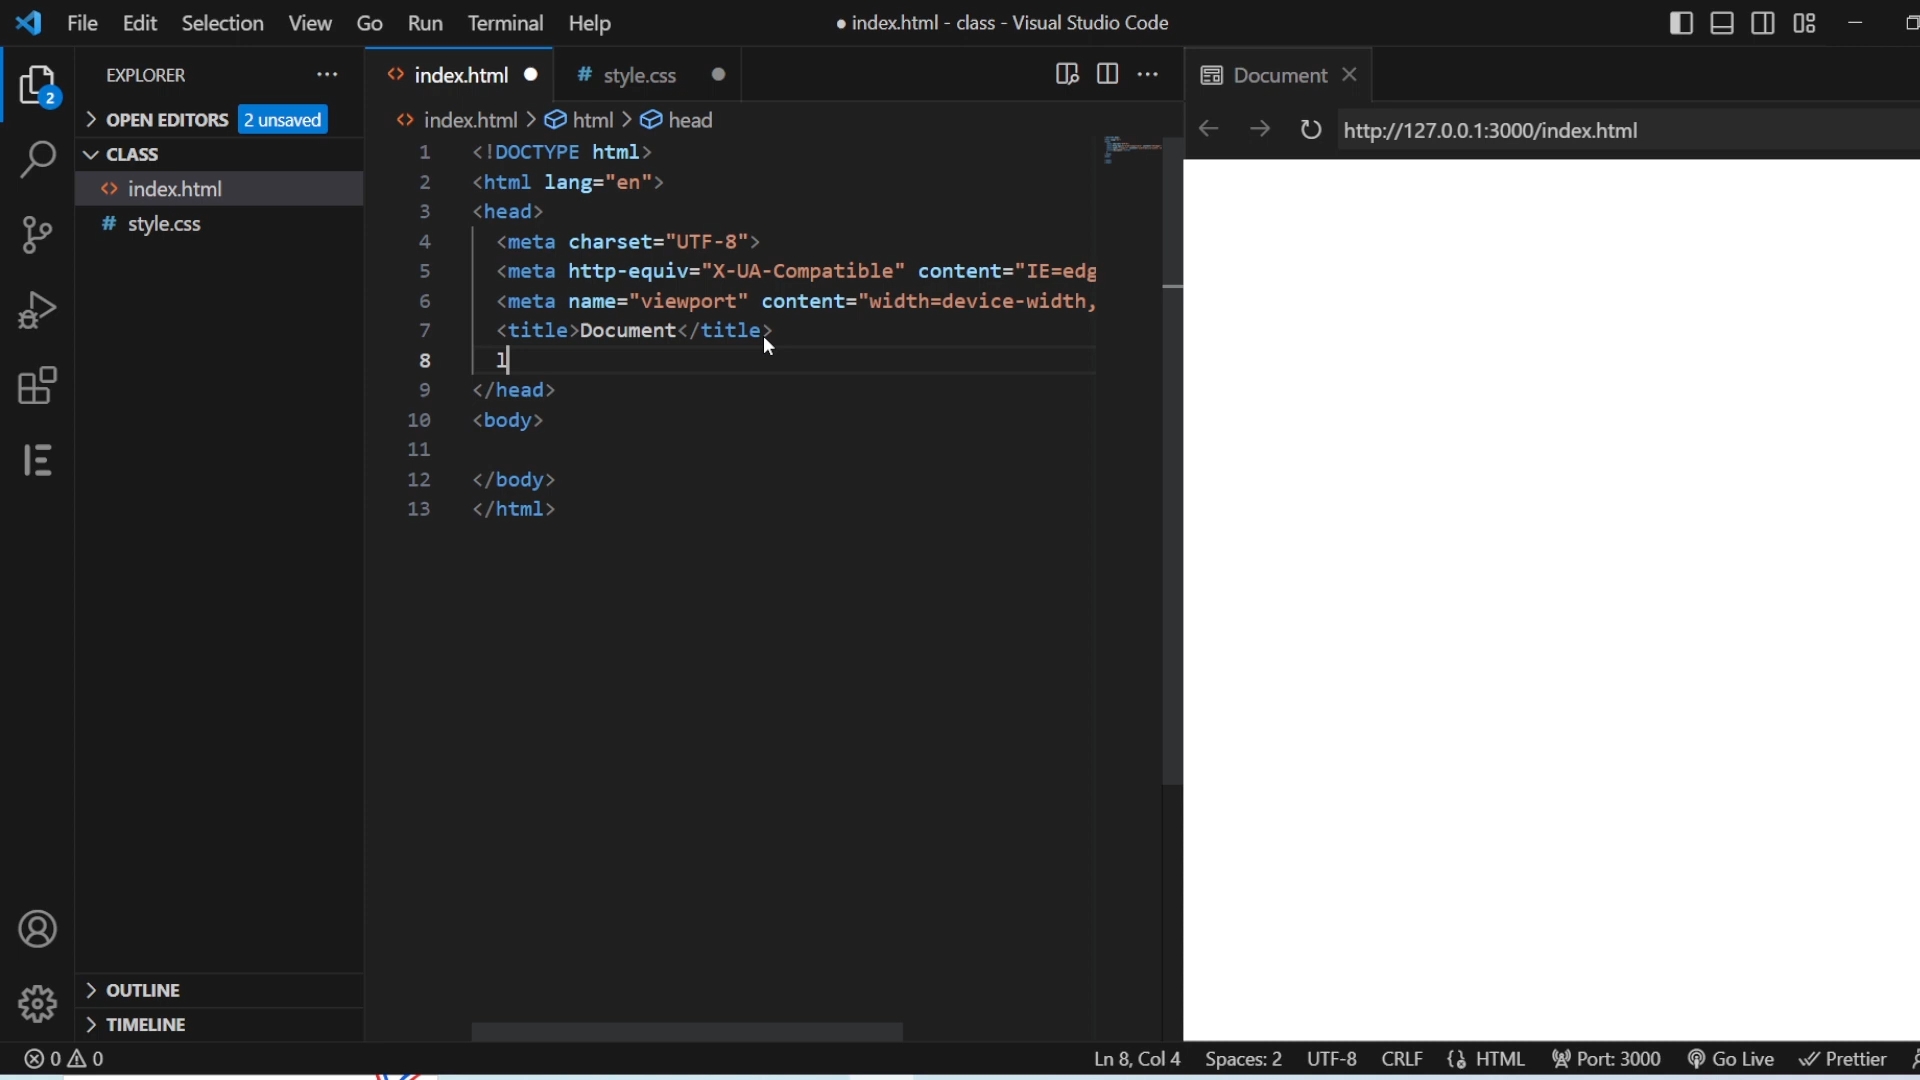 File Edit Selection View Go Run Terminal Help
● index.html - class - Visual Studio Code
EXPLORER
2
OPEN EDITORS 2 unsaved
CLASS
index.html
# style.css
OUTLINE
TIMELINE
index.html
# style.css
index.html > html > head
1 <!DOCTYPE html>
2 <html lang="en">
3 <head>
4 <meta charset="UTF-8">
5 <meta http-equiv="X-UA-Compatible" content="IE=edg
6 <meta name="viewport" content="width=device-width,
7 <title>Document</title>
8 l
9 </head>
10 <body>
11
12 </body>
13 </html>
Document
http://127.0.0.1:3000/index.html
0 0
Ln 8, Col 4 Spaces: 2 UTF-8 CRLF HTML Port: 3000 Go Live Prettier